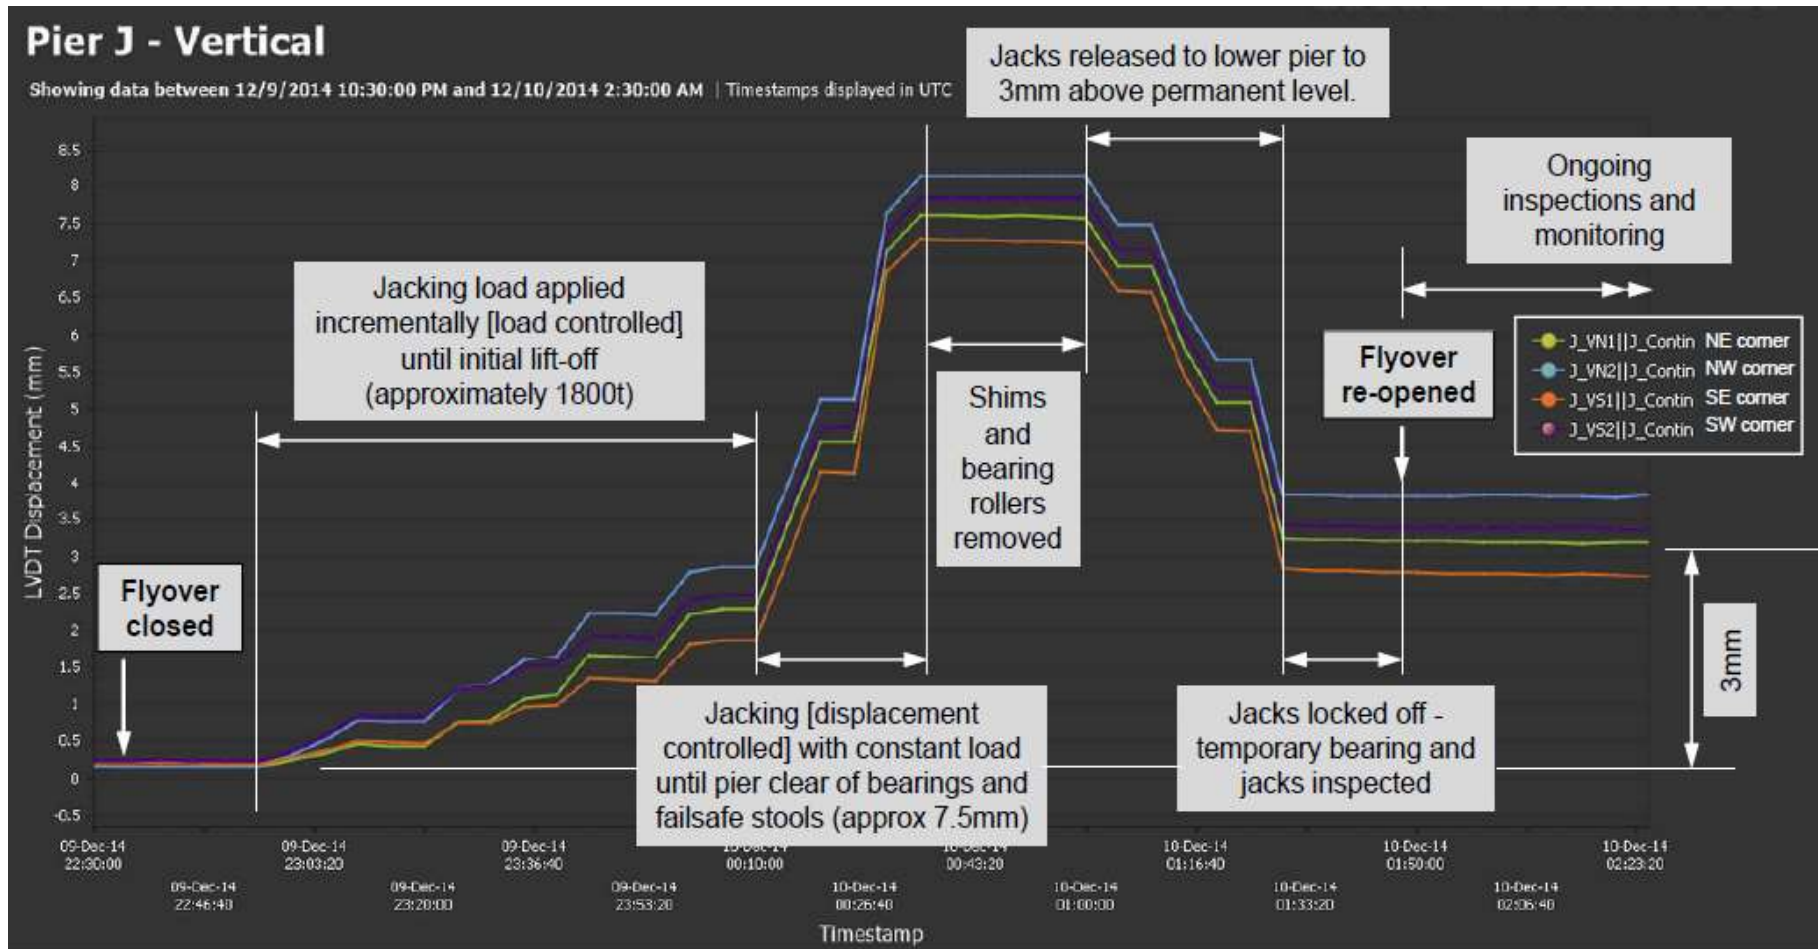 Pier J - Vertical
Showing data between 12/9/2014 10:30:00 PM and 12/10/2014 2:30:00 AM | Timestamps displayed in UTC
Jacks released to lower pier to
3mm above permanent level.
Ongoing
inspections and
monitoring
Jacking load applied
incrementally [load controlled]
until initial lift-off
(approximately 1800t)
Flyover
re-opened
Shims
and
bearing
rollers
removed
J_VN1||J_Contin NE corner
J_VN2||J_Contin NW corner
J_VS1||J_Contin SE corner
J_VS2||J_Contin SW corner
Flyover
closed
3mm
Jacking [displacement
controlled] with constant load
until pier clear of bearings and
failsafe stools (approx 7.5mm)
Jacks locked off -
temporary bearing and
jacks inspected
LVDT Displacement (mm)
8.5
8
7.5
7
6.5
6
5.5
5
4.5
4
3.5
3
2.5
2
1.5
1
0.5
0
-0.5
09-Dec-14
22:30:00
09-Dec-14
22:46:40
09-Dec-14
23:03:20
09-Dec-14
23:20:00
09-Dec-14
23:36:40
09-Dec-14
23:53:20
10-Dec-14
00:10:00
10-Dec-14
00:26:40
10-Dec-14
00:43:20
10-Dec-14
01:00:00
10-Dec-14
01:16:40
10-Dec-14
01:33:20
10-Dec-14
01:50:00
10-Dec-14
02:06:40
10-Dec-14
02:23:20
Timestamp